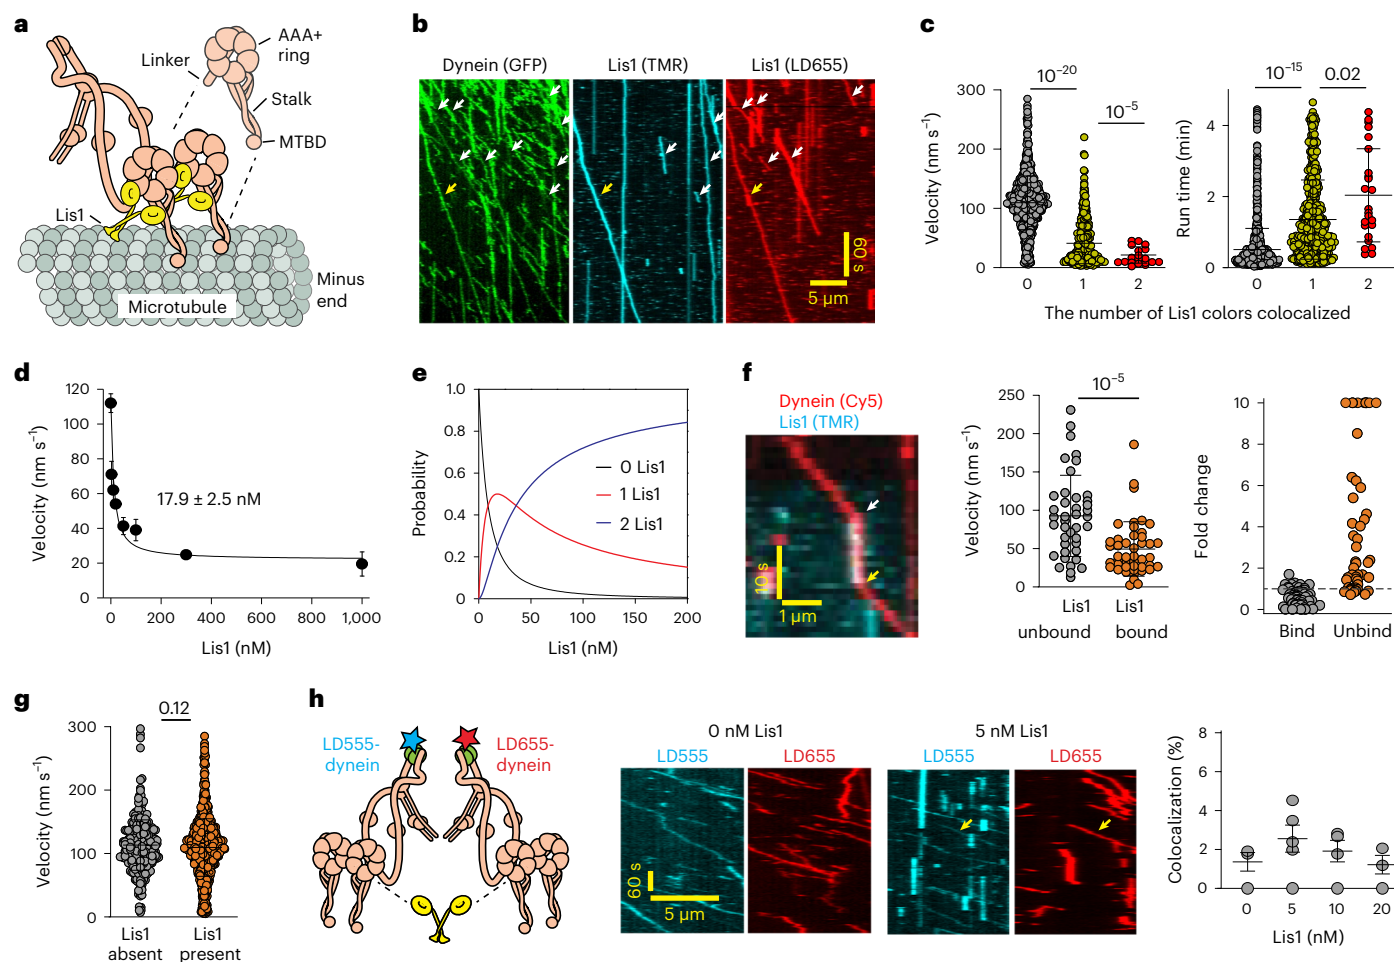 a
Linker
AAA+
ring
Stalk
MTBD
Lis1
Microtubule
Minus
end
b
Dynein (GFP)
Lis1 (TMR)
Lis1 (LD655)
60 s
5 µm
c
Velocity (nm s⁻¹)
300
200
100
0
10⁻²⁰
10⁻⁵
0
1
2
Run time (min)
4
2
0
10⁻¹⁵
0.02
0
1
2
The number of Lis1 colors colocalized
d
Velocity (nm s⁻¹)
120
100
80
60
40
20
0
17.9 ± 2.5 nM
0
200
400
600
800
1,000
Lis1 (nM)
e
Probability
1.0
0.8
0.6
0.4
0.2
0
0 Lis1
1 Lis1
2 Lis1
0
50
100
150
200
Lis1 (nM)
f
Dynein (Cy5)
Lis1 (TMR)
10 s
1 µm
Velocity (nm s⁻¹)
250
200
150
100
50
0
10⁻⁵
Lis1
unbound
Lis1
bound
Fold change
10
8
6
4
2
0
Bind
Unbind
g
Velocity (nm s⁻¹)
300
200
100
0
0.12
Lis1
absent
Lis1
present
h
LD555-
dynein
LD655-
dynein
0 nM Lis1
LD555
LD655
60 s
5 µm
5 nM Lis1
LD555
LD655
Colocalization (%)
8
6
4
2
0
0
5
10
20
Lis1 (nM)